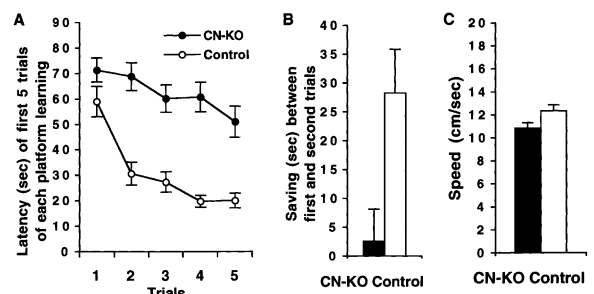 A
Latency (sec) of first 5 trials
of each platform learning
90
80
70
60
50
40
30
20
10
0
CN-KO
Control
1 2 3 4 5
Trials
B
Saving (sec) between
first and second trials
40
35
30
25
20
15
10
5
0
CN-KO Control
C
Speed (cm/sec)
20
18
16
14
12
10
8
6
4
2
0
CN-KO Control